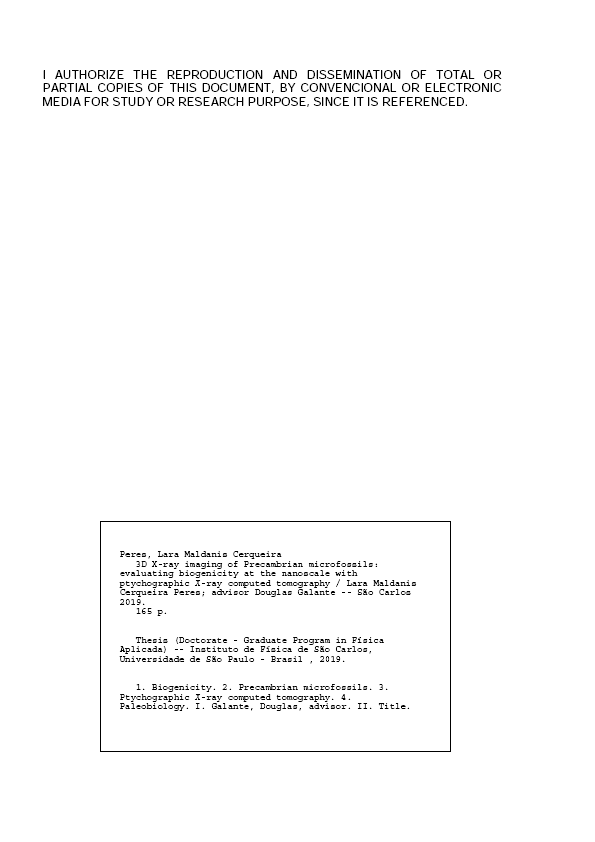 I AUTHORIZE THE REPRODUCTION AND DISSEMINATION OF TOTAL OR
PARTIAL COPIES OF THIS DOCUMENT, BY CONVENCIONAL OR ELECTRONIC
MEDIA FOR STUDY OR RESEARCH PURPOSE, SINCE IT IS REFERENCED.
Peres, Lara Maldanis Cerqueira
3D X-ray imaging of Precambrian microfossils:
evaluating biogenicity at the nanoscale with
ptychographic X-ray computed tomography / Lara Maldanis
Cerqueira Peres; advisor Douglas Galante -- São Carlos
2019.
165 p.
Thesis (Doctorate - Graduate Program in Física
Aplicada) -- Instituto de Física de São Carlos,
Universidade de São Paulo - Brasil , 2019.
1. Biogenicity. 2. Precambrian microfossils. 3.
Ptychographic X-ray computed tomography. 4.
Paleobiology. I. Galante, Douglas, advisor. II. Title.